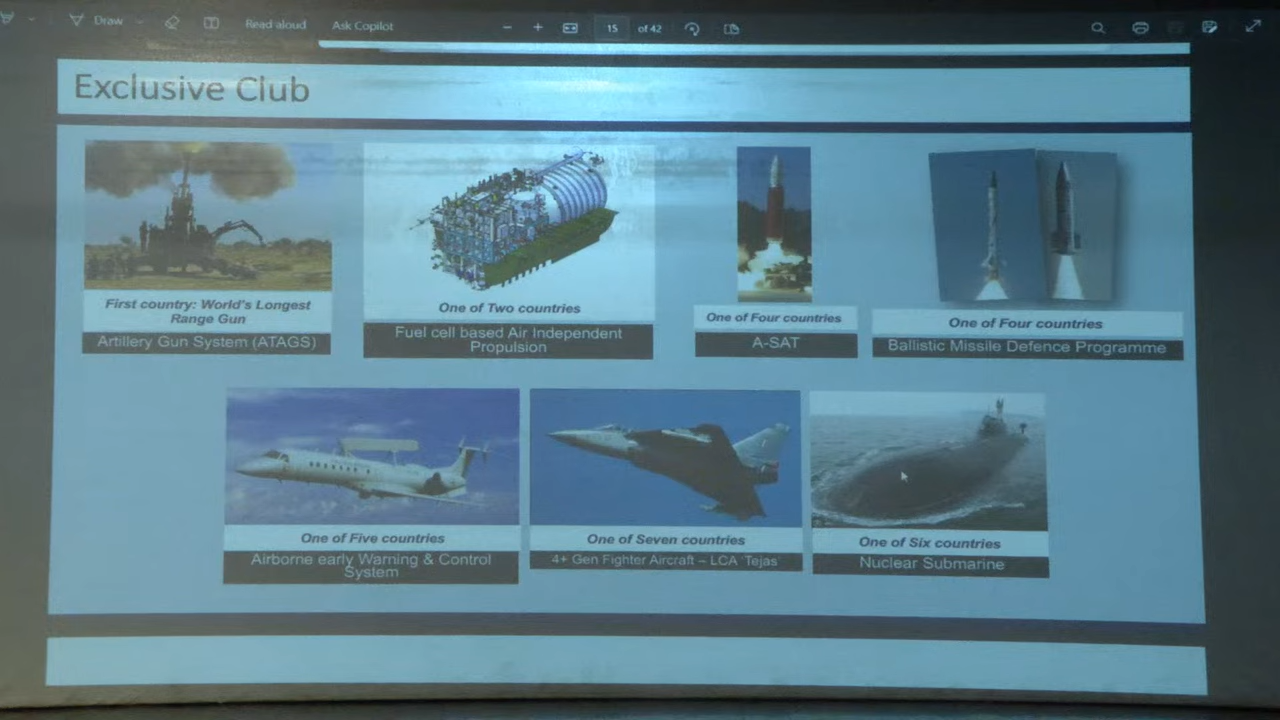 Draw
Read aloud
Ask Copilot
15
of 42
Exclusive Club
First country: World's Longest
Range Gun
Artillery Gun System (ATAGS)
One of Two countries
Fuel cell based Air Independent
Propulsion
One of Four countries
A-SAT
One of Four countries
Ballistic Missile Defence Programme
One of Five countries
Airborne early Warning & Control
System
One of Seven countries
4+ Gen Fighter Aircraft – LCA 'Tejas'
One of Six countries
Nuclear Submarine